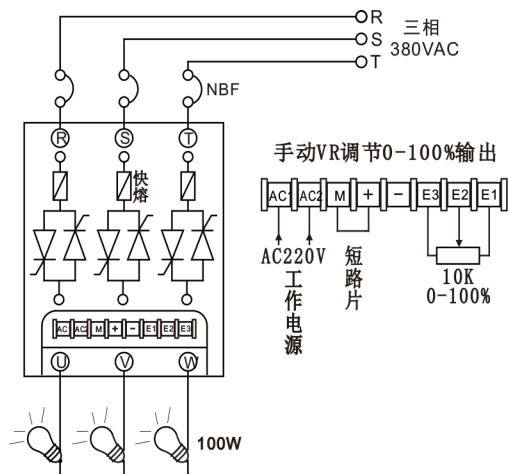 R
三相
S
380VAC
T
NBF
R
S
T
快熔
手动VR调节0-100%输出
AC1
AC2
M
+
−
E3
E2
E1
AC220V
工作电源
短路片
10K
0-100%
AC
AC2
M
+
−
E1
E2
E3
U
V
W
100W